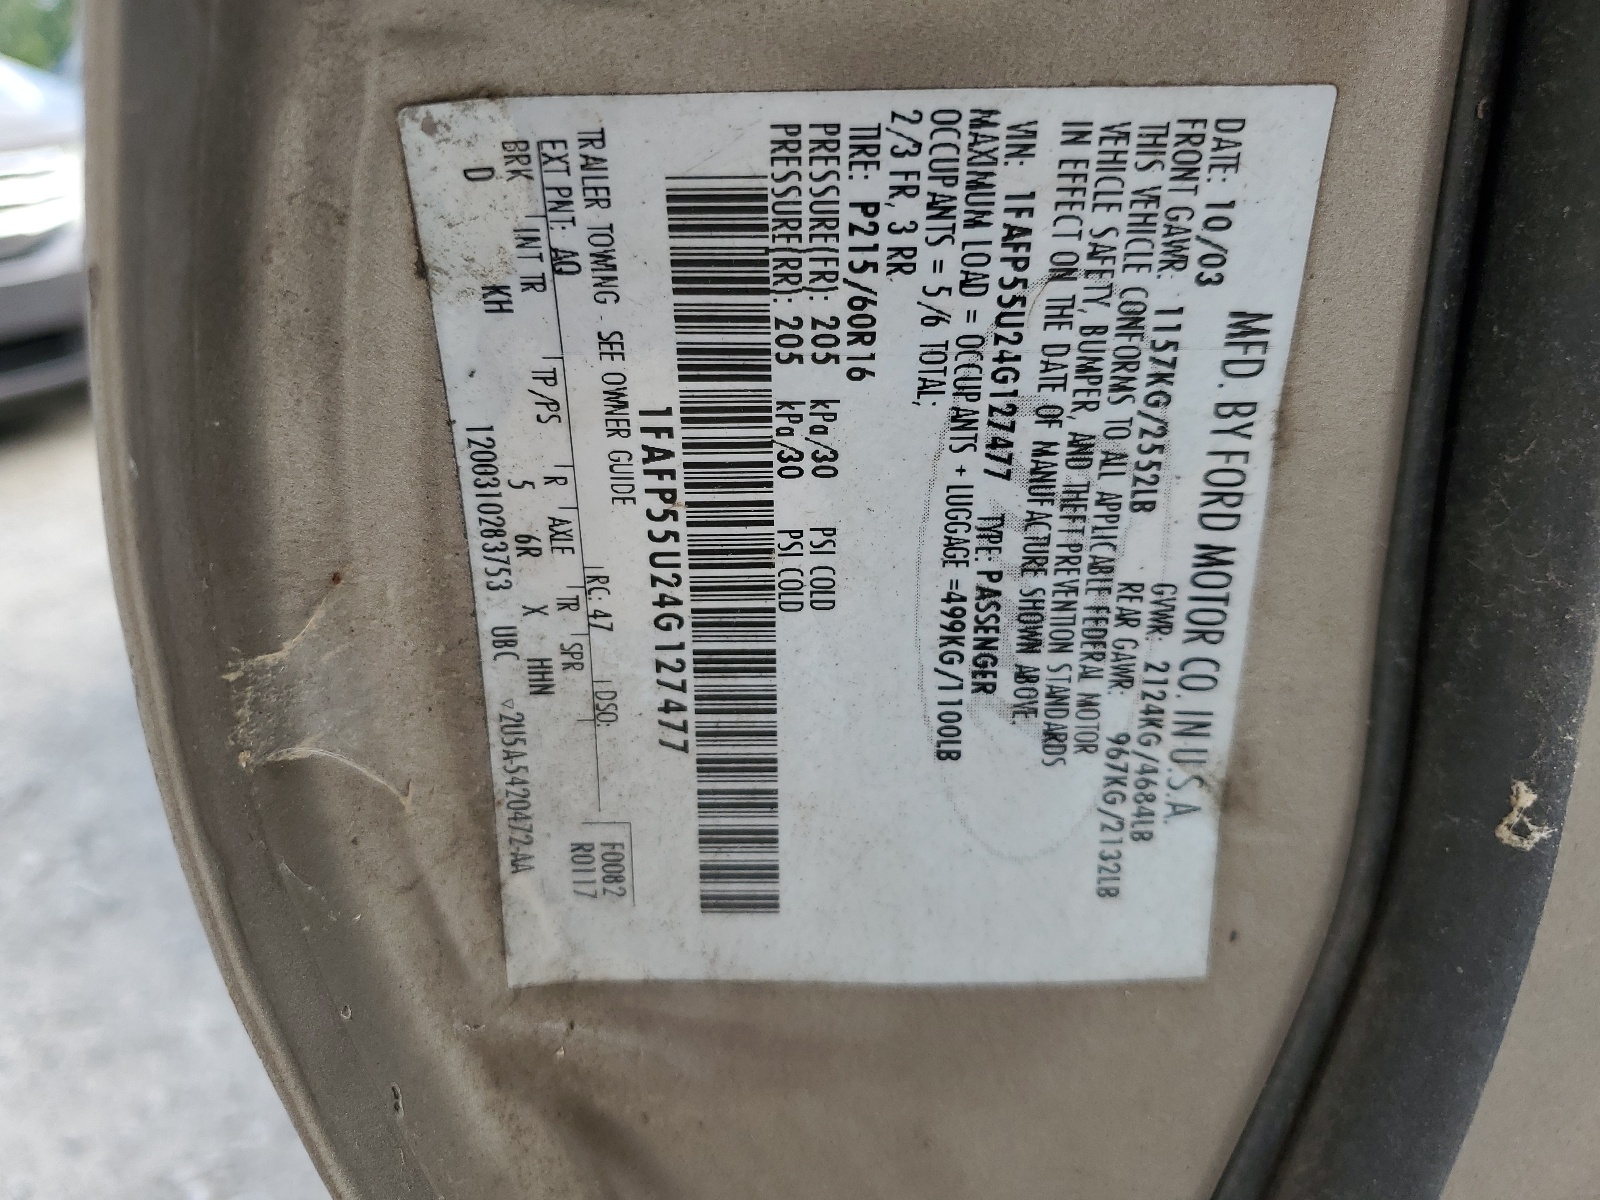 MFD. BY FORD MOTOR CO. IN U.S.A.
DATE: 10/03 GVWR: 2124KG/4684LB
FRONT GAWR: 1157KG/2552LB REAR GAWR: 967KG/2132LB
THIS VEHICLE CONFORMS TO ALL APPLICABLE FEDERAL MOTOR
VEHICLE SAFETY, BUMPER, AND THEFT PREVENTION STANDARDS
IN EFFECT ON THE DATE OF MANUFACTURE SHOWN ABOVE.
VIN: 1FAFP55U24G127477 TYPE: PASSENGER
MAXIMUM LOAD = OCCUPANTS + LUGGAGE =499KG/1100LB
OCCUPANTS = 5/6 TOTAL;
2/3 FR, 3 RR.
TIRE: P215/60R16
PRESSURE(FR): 205 kPa/30 PSI COLD
PRESSURE(RR): 205 kPa/30 PSI COLD
1FAFP55U24G127477
TRAILER TOWING - SEE OWNER GUIDE
F0082
R0117
EXT PNT: AQ RC: 47 DSO:
BRK INT TR TP/PS R AXLE TR SPR
D KH 5 6R X HHN
1200310283753 UBC ▽2U5A-5420472-AA